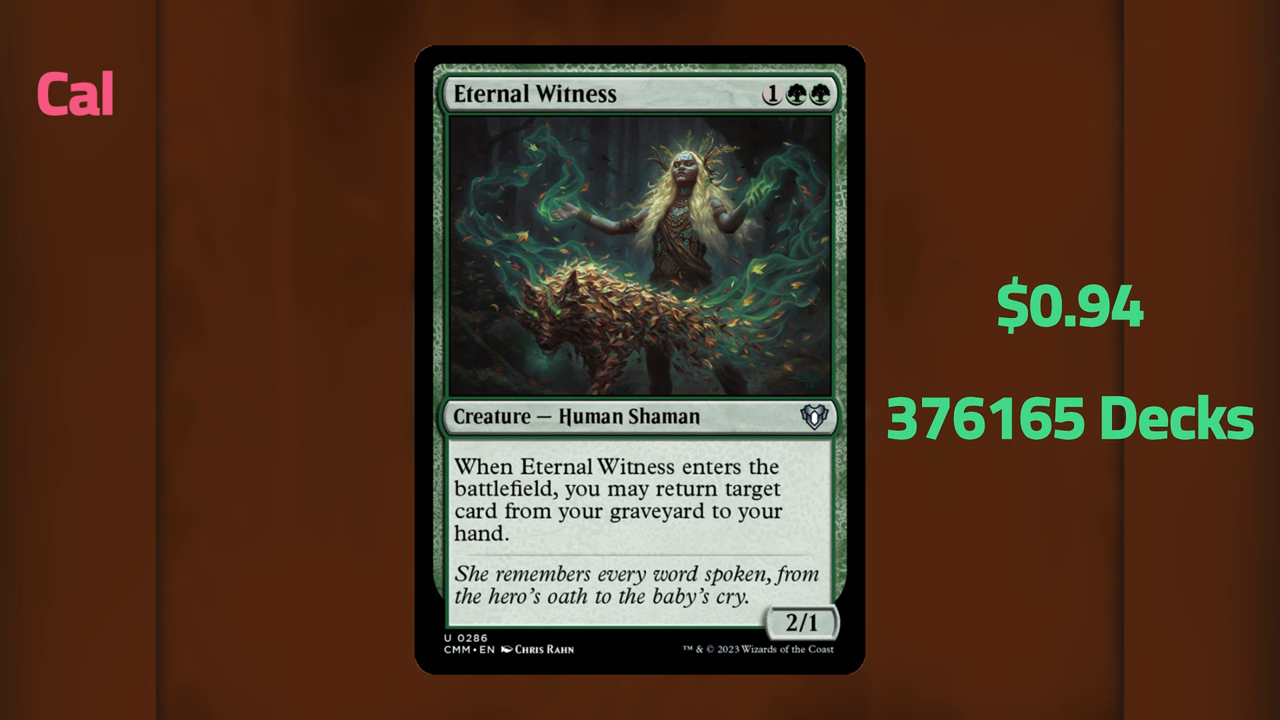 Cal
Eternal Witness 1
Creature — Human Shaman
When Eternal Witness enters the
battlefield, you may return target
card from your graveyard to your
hand.
She remembers every word spoken, from
the hero's oath to the baby's cry.
2/1
U 0286
CMM • EN Chris Rahn
™ & © 2023 Wizards of the Coast
$0.94
376165 Decks